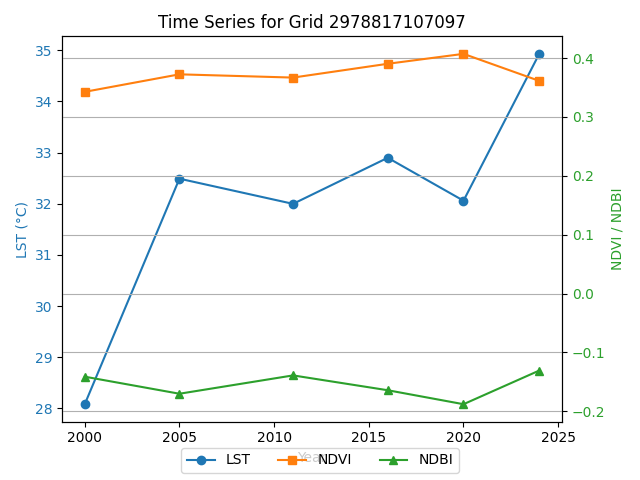 Time Series for Grid 2978817107097
35
34
33
32
31
30
29
28
LST (°C)
0.4
0.3
0.2
0.1
0.0
−0.1
−0.2
NDVI / NDBI
2000 2005 2010 2015 2020 2025
Year
LST NDVI NDBI